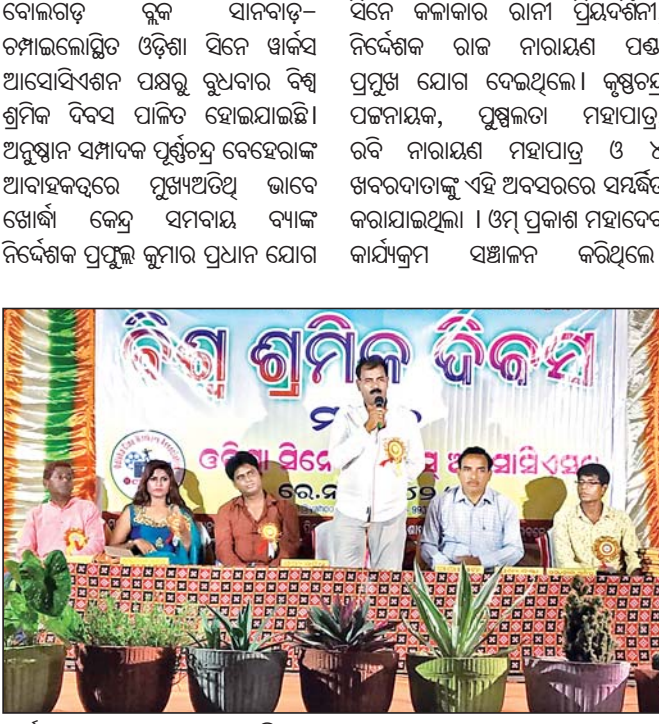 ବୋଲଗଡ଼ ବ୍ଲକ ସାନବାଡ଼–
ଚମ୍ପାଇଲୋସ୍ଥିତ ଓଡ଼ିଶା ସିନେ ୱାର୍କସ
ଆସୋସିଏଶନ ପକ୍ଷରୁ ବୁଧବାର ବିଶ୍ୱ
ଶ୍ରମିକ ଦିବସ ପାଳିତ ହୋଇଯାଇଛି।
ଅନୁଷ୍ଠାନ ସମ୍ପାଦକ ପୂର୍ଣ୍ଣଚନ୍ଦ୍ର ବେହେରାଙ୍କ
ଆବାହକତ୍ୱରେ ମୁଖ୍ୟଅତିଥି ଭାବେ
ଖୋର୍ଦ୍ଧା କେନ୍ଦ୍ର ସମବାୟ ବ୍ୟାଙ୍କ
ନିର୍ଦ୍ଦେଶକ ପ୍ରଫୁଲ୍ଲ କୁମାର ପ୍ରଧାନ ଯୋଗ
ସିନେ କଳାକାର ରାନୀ ପ୍ରିୟଦର୍ଶିନୀ
ନିର୍ଦ୍ଦେଶକ ରାଜ ନାରାୟଣ
ପ୍ରମୁଖ ଯୋଗ ଦେଇଥିଲେ।
ପଟ୍ଟନାୟକ, ପୁଷ୍ପଲତା ମହାପାତ୍ର
ରବି ନାରାୟଣ ମହାପାତ୍ର ଓ ୪
ଖବରଦାତାଙ୍କୁ ଏହି ଅବସରରେ
କରାଯାଇଥିଲା । ଓମ୍ ପ୍ରକାଶ
କାର୍ଯ୍ୟକ୍ରମ ସଞ୍ଚାଳନ କରିଥିଲେ
ବିଶ୍ୱ ଶ୍ରମିକ ଦିବସ
ଓଡିଶା ସିନେ